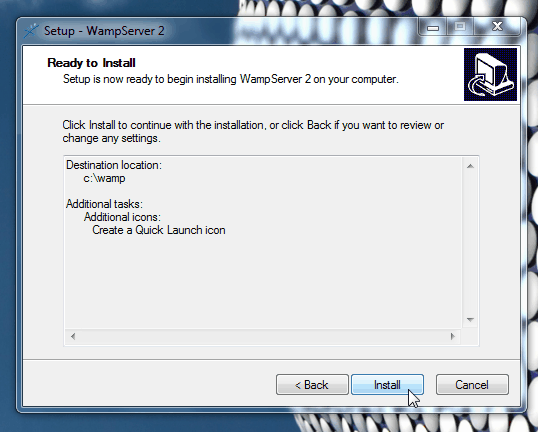 Setup - WampServer 2
Ready to Install
Setup is now ready to begin installing WampServer 2 on your computer.
Click Install to continue with the installation, or click Back if you want to review or
change any settings.
Destination location:
c:\wamp
Additional tasks:
Additional icons:
Create a Quick Launch icon
< Back
Install
Cancel